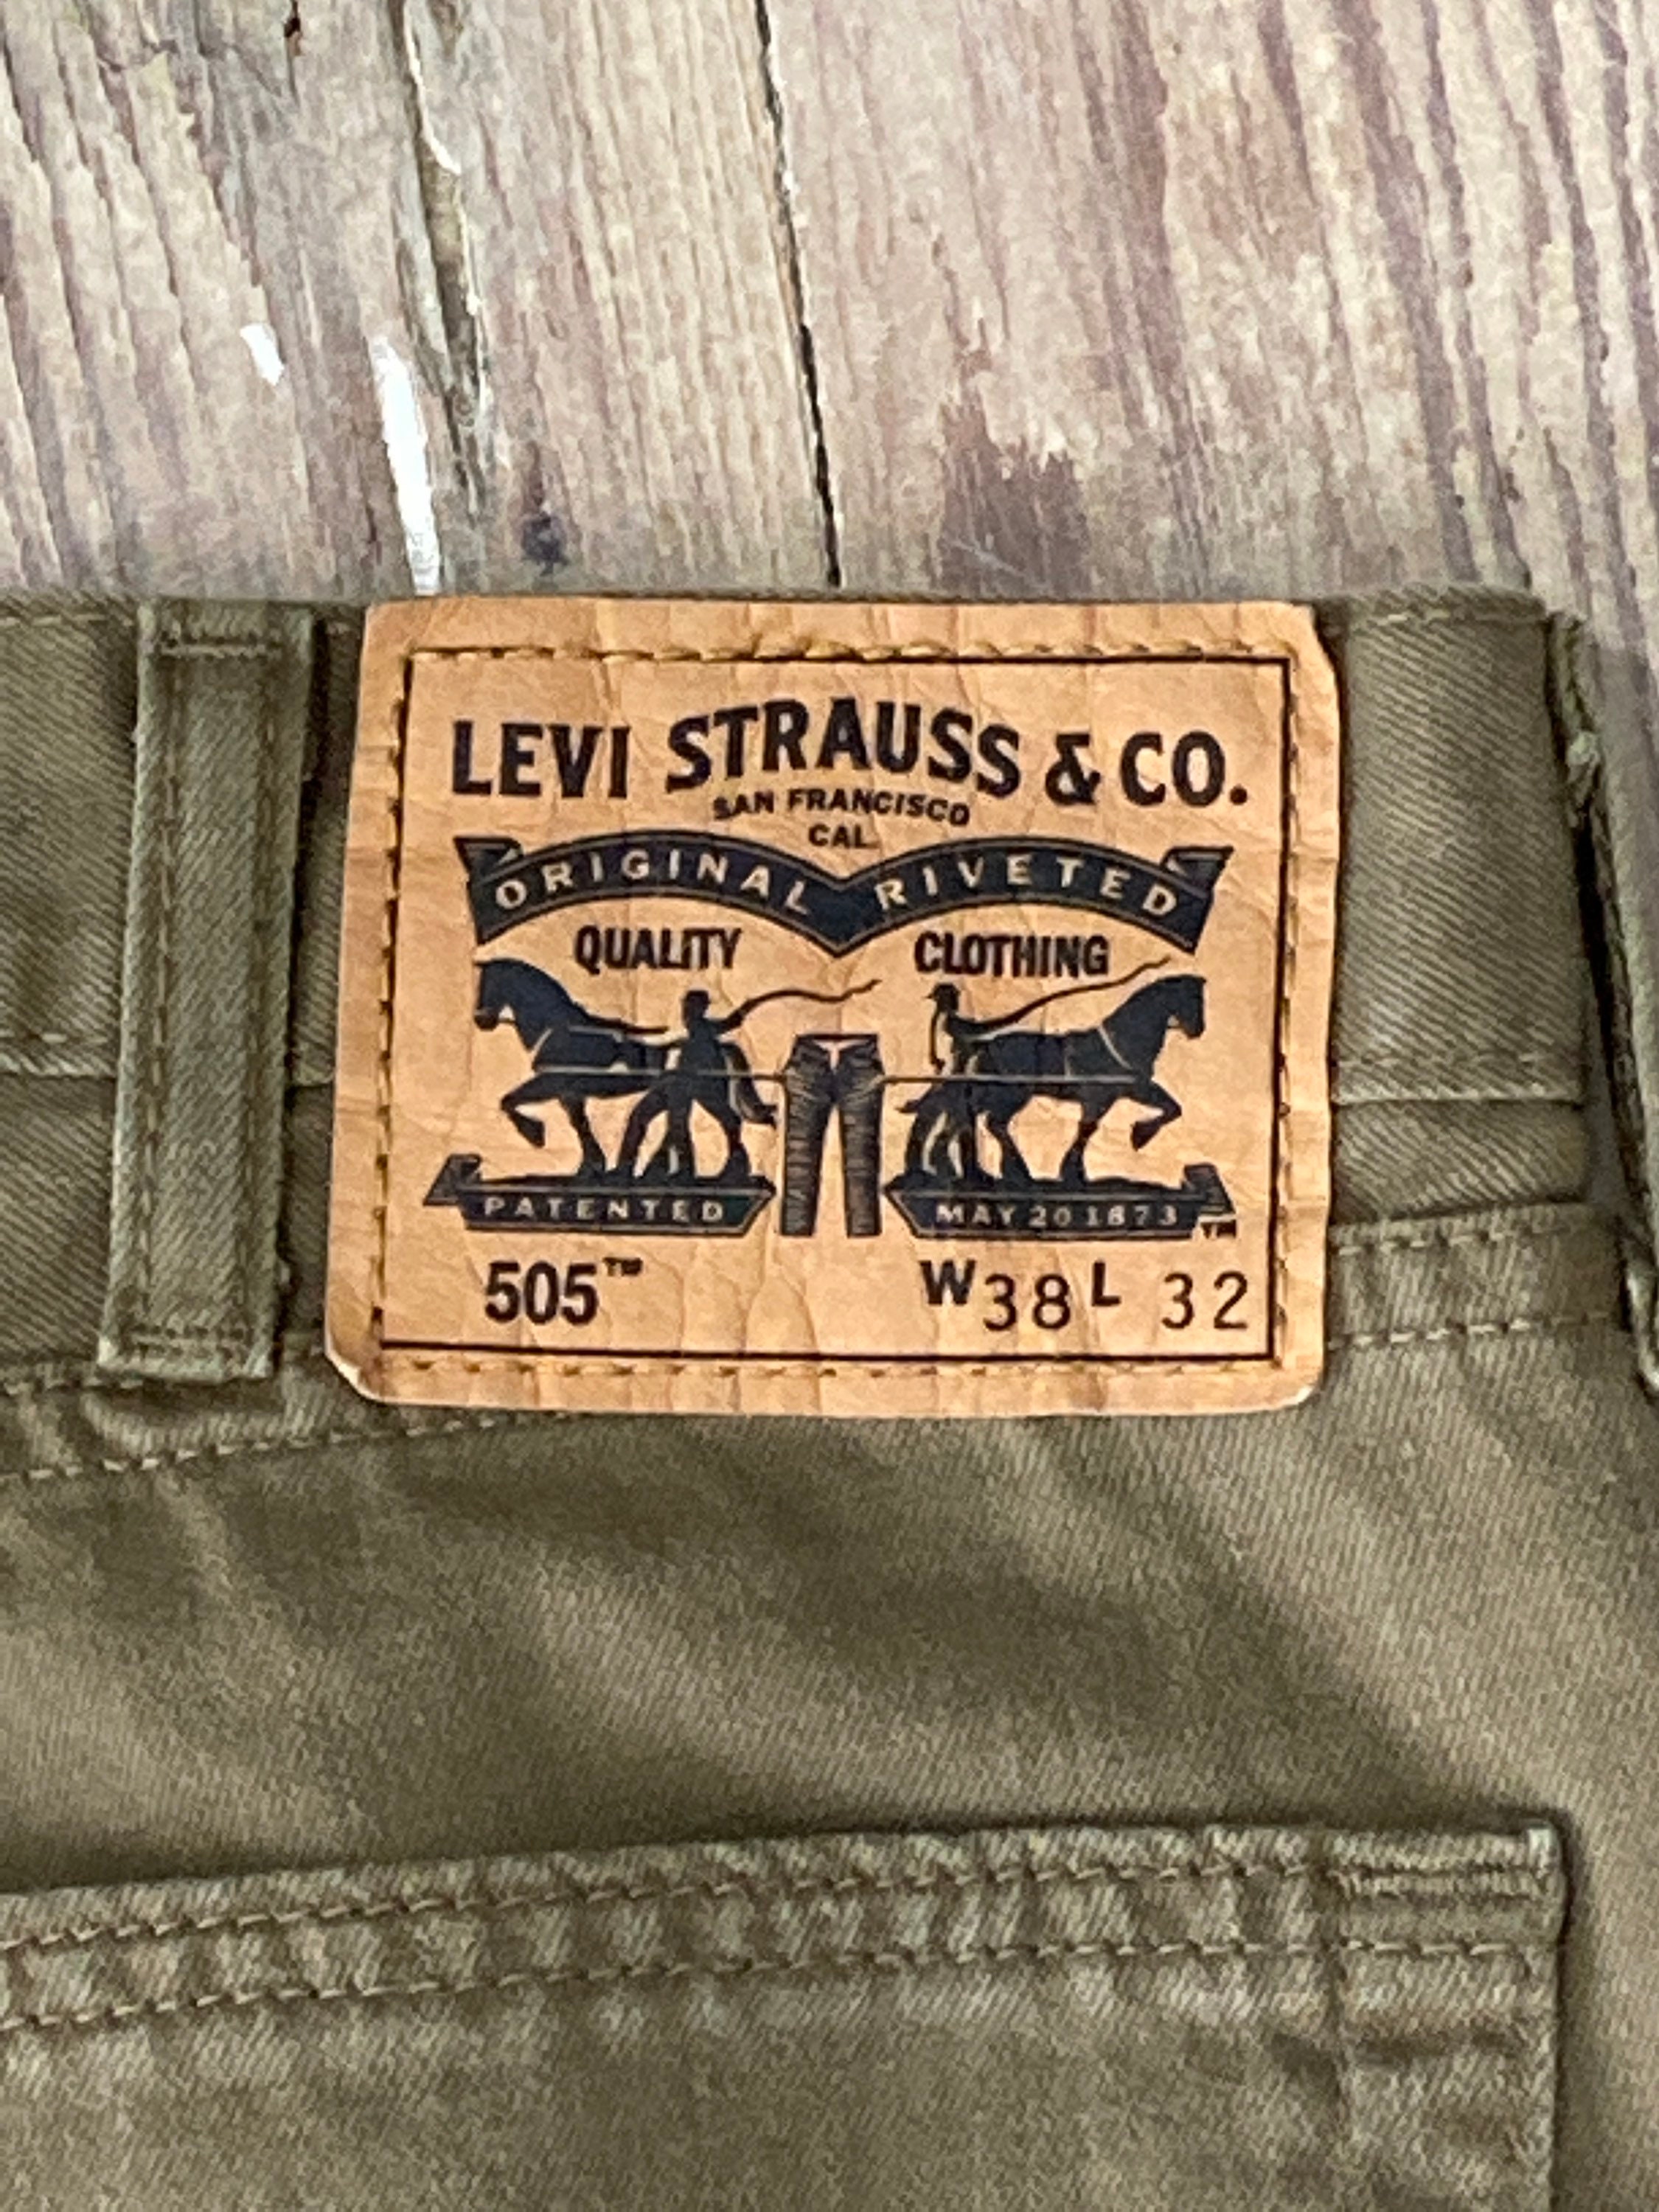 LEVI STRAUSS & CO.
SAN FRANCISCO
CAL.
ORIGINAL RIVETED
QUALITY CLOTHING
PATENTED MAY 20 1873 TM
505™ W38 L 32